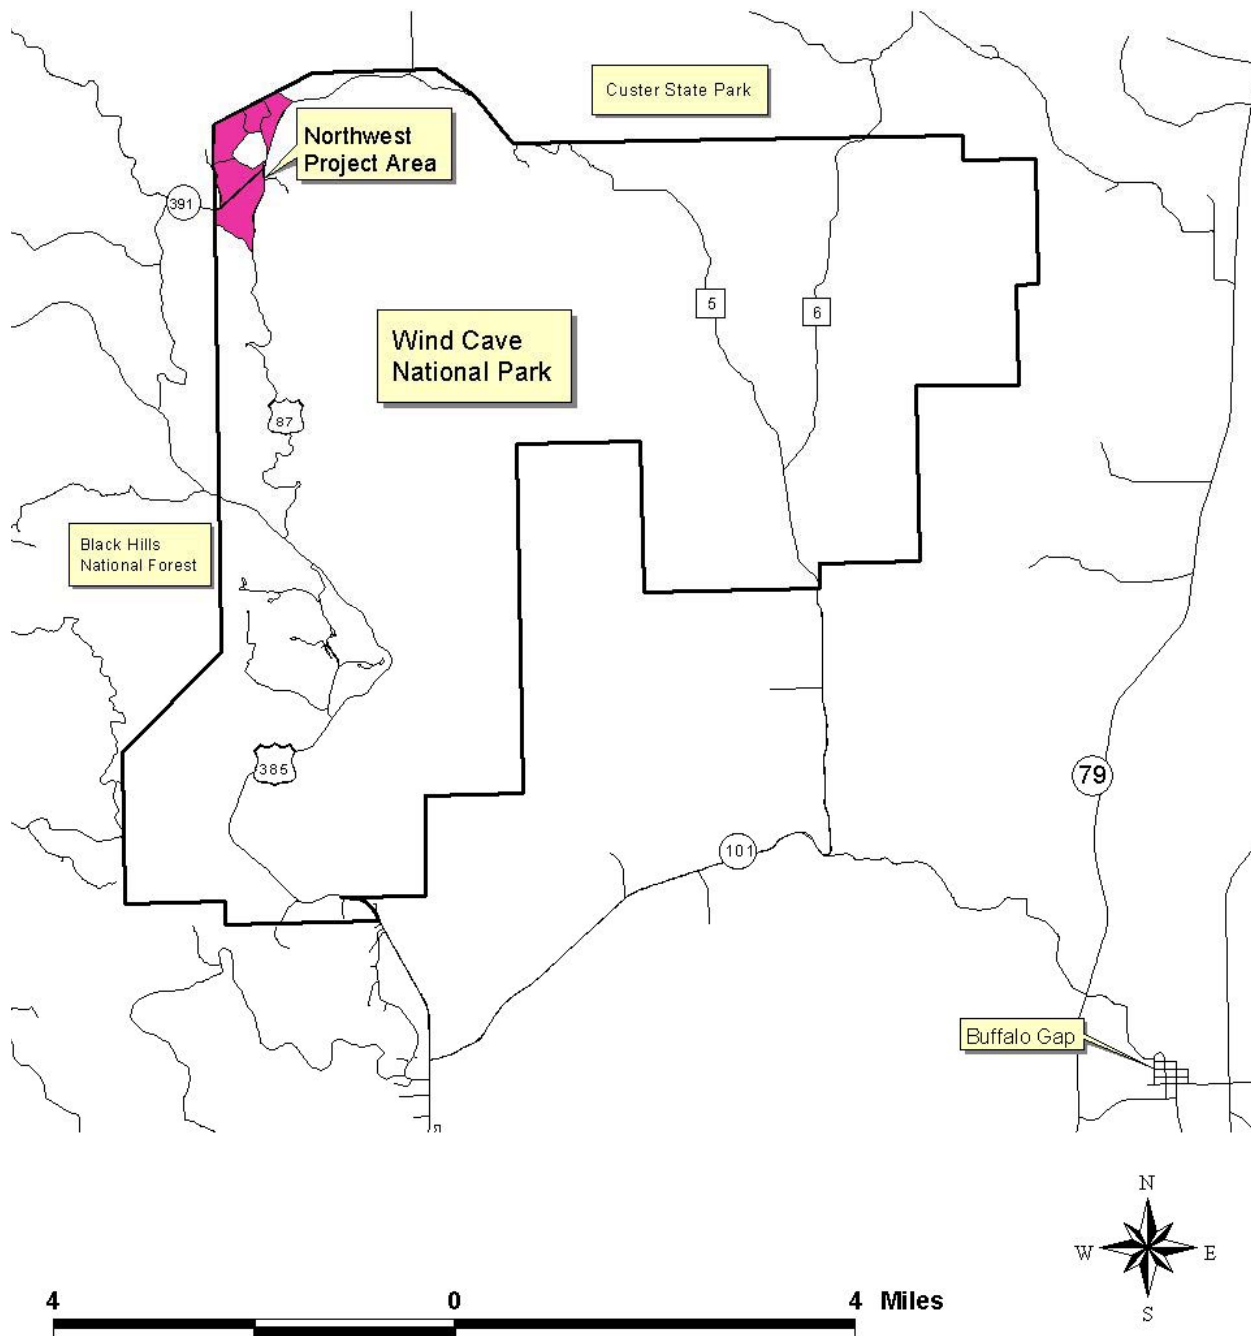 Custer State Park
Northwest
Project Area
391
5
6
Wind Cave
National Park
87
Black Hills
National Forest
385
79
101
Buffalo Gap
N
W
E
S
4
0
4 Miles